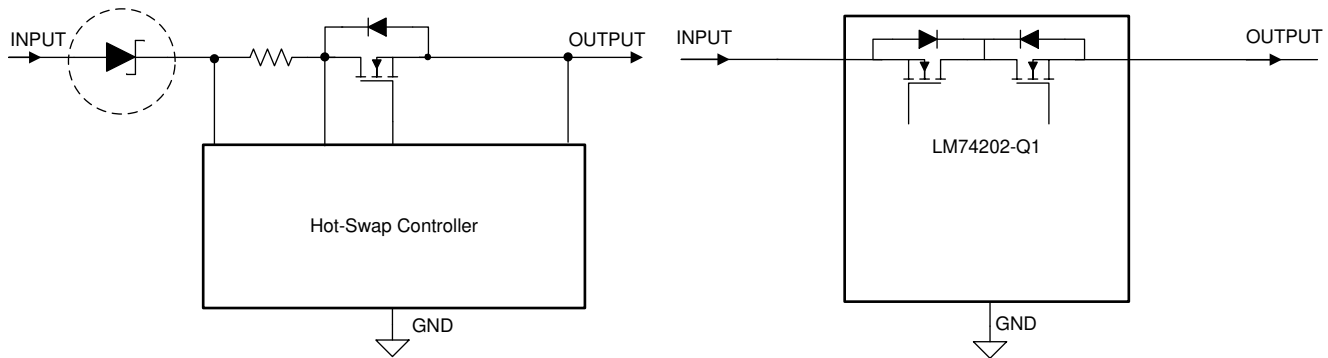 INPUT
OUTPUT
Hot-Swap Controller
GND
INPUT
OUTPUT
LM74202-Q1
GND